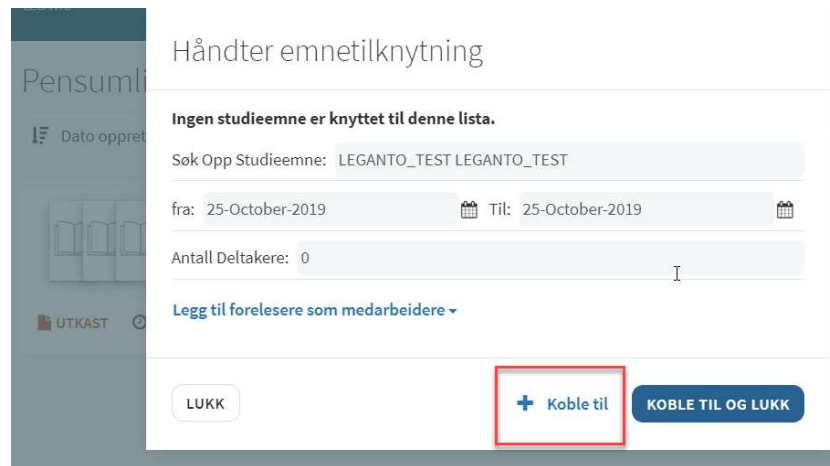 Håndter emnetilknytning
Pensumli
Ingen studieemne er knyttet til denne lista.
Dato oppret
Søk Opp Studieemne: LEGANTO_TEST LEGANTO_TEST
fra: 25-October-2019 Til: 25-October-2019
Antall Deltakere: 0
Legg til forelesere som medarbeidere
UTKAST
LUKK
+ Koble til
KOBLE TIL OG LUKK